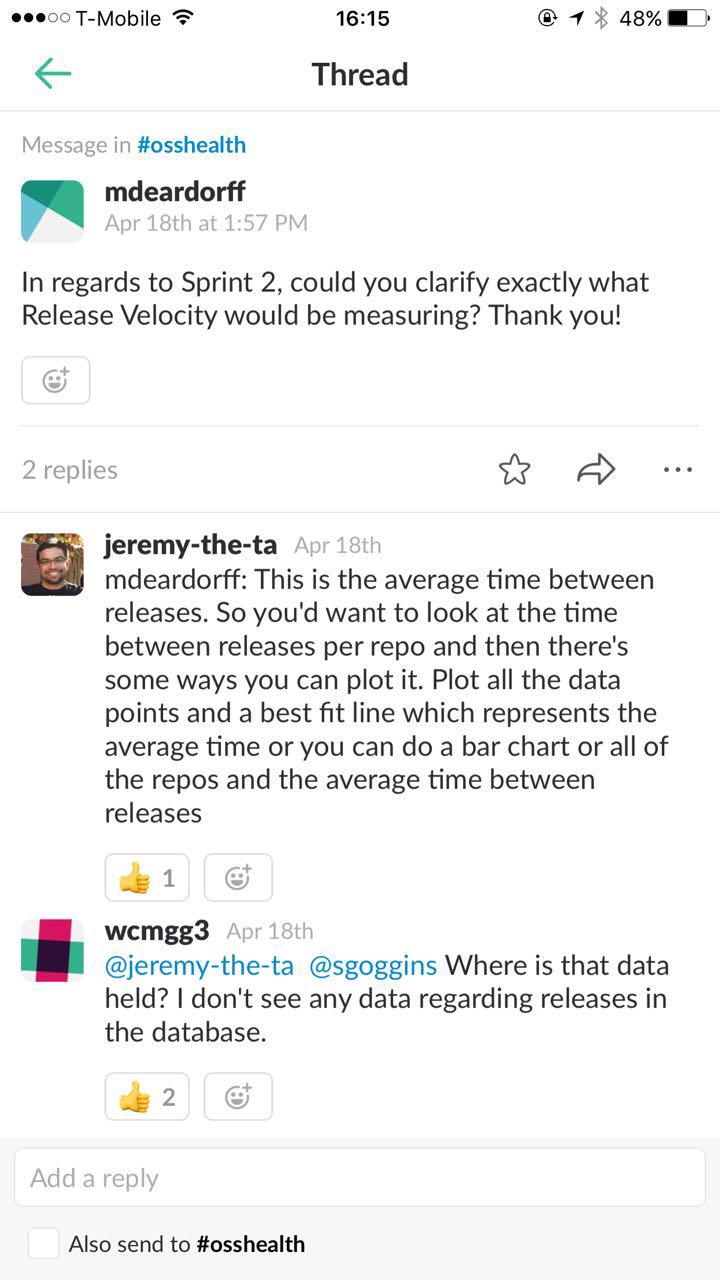 T-Mobile 16:15 48%
Thread
Message in #osshealth
mdeardorff
Apr 18th at 1:57 PM
In regards to Sprint 2, could you clarify exactly what
Release Velocity would be measuring? Thank you!
2 replies
jeremy-the-ta Apr 18th
mdeardorff: This is the average time between
releases. So you'd want to look at the time
between releases per repo and then there's
some ways you can plot it. Plot all the data
points and a best fit line which represents the
average time or you can do a bar chart or all of
the repos and the average time between
releases
1
wcmgg3 Apr 18th
@jeremy-the-ta @sgoggins Where is that data
held? I don't see any data regarding releases in
the database.
2
Add a reply
Also send to #osshealth